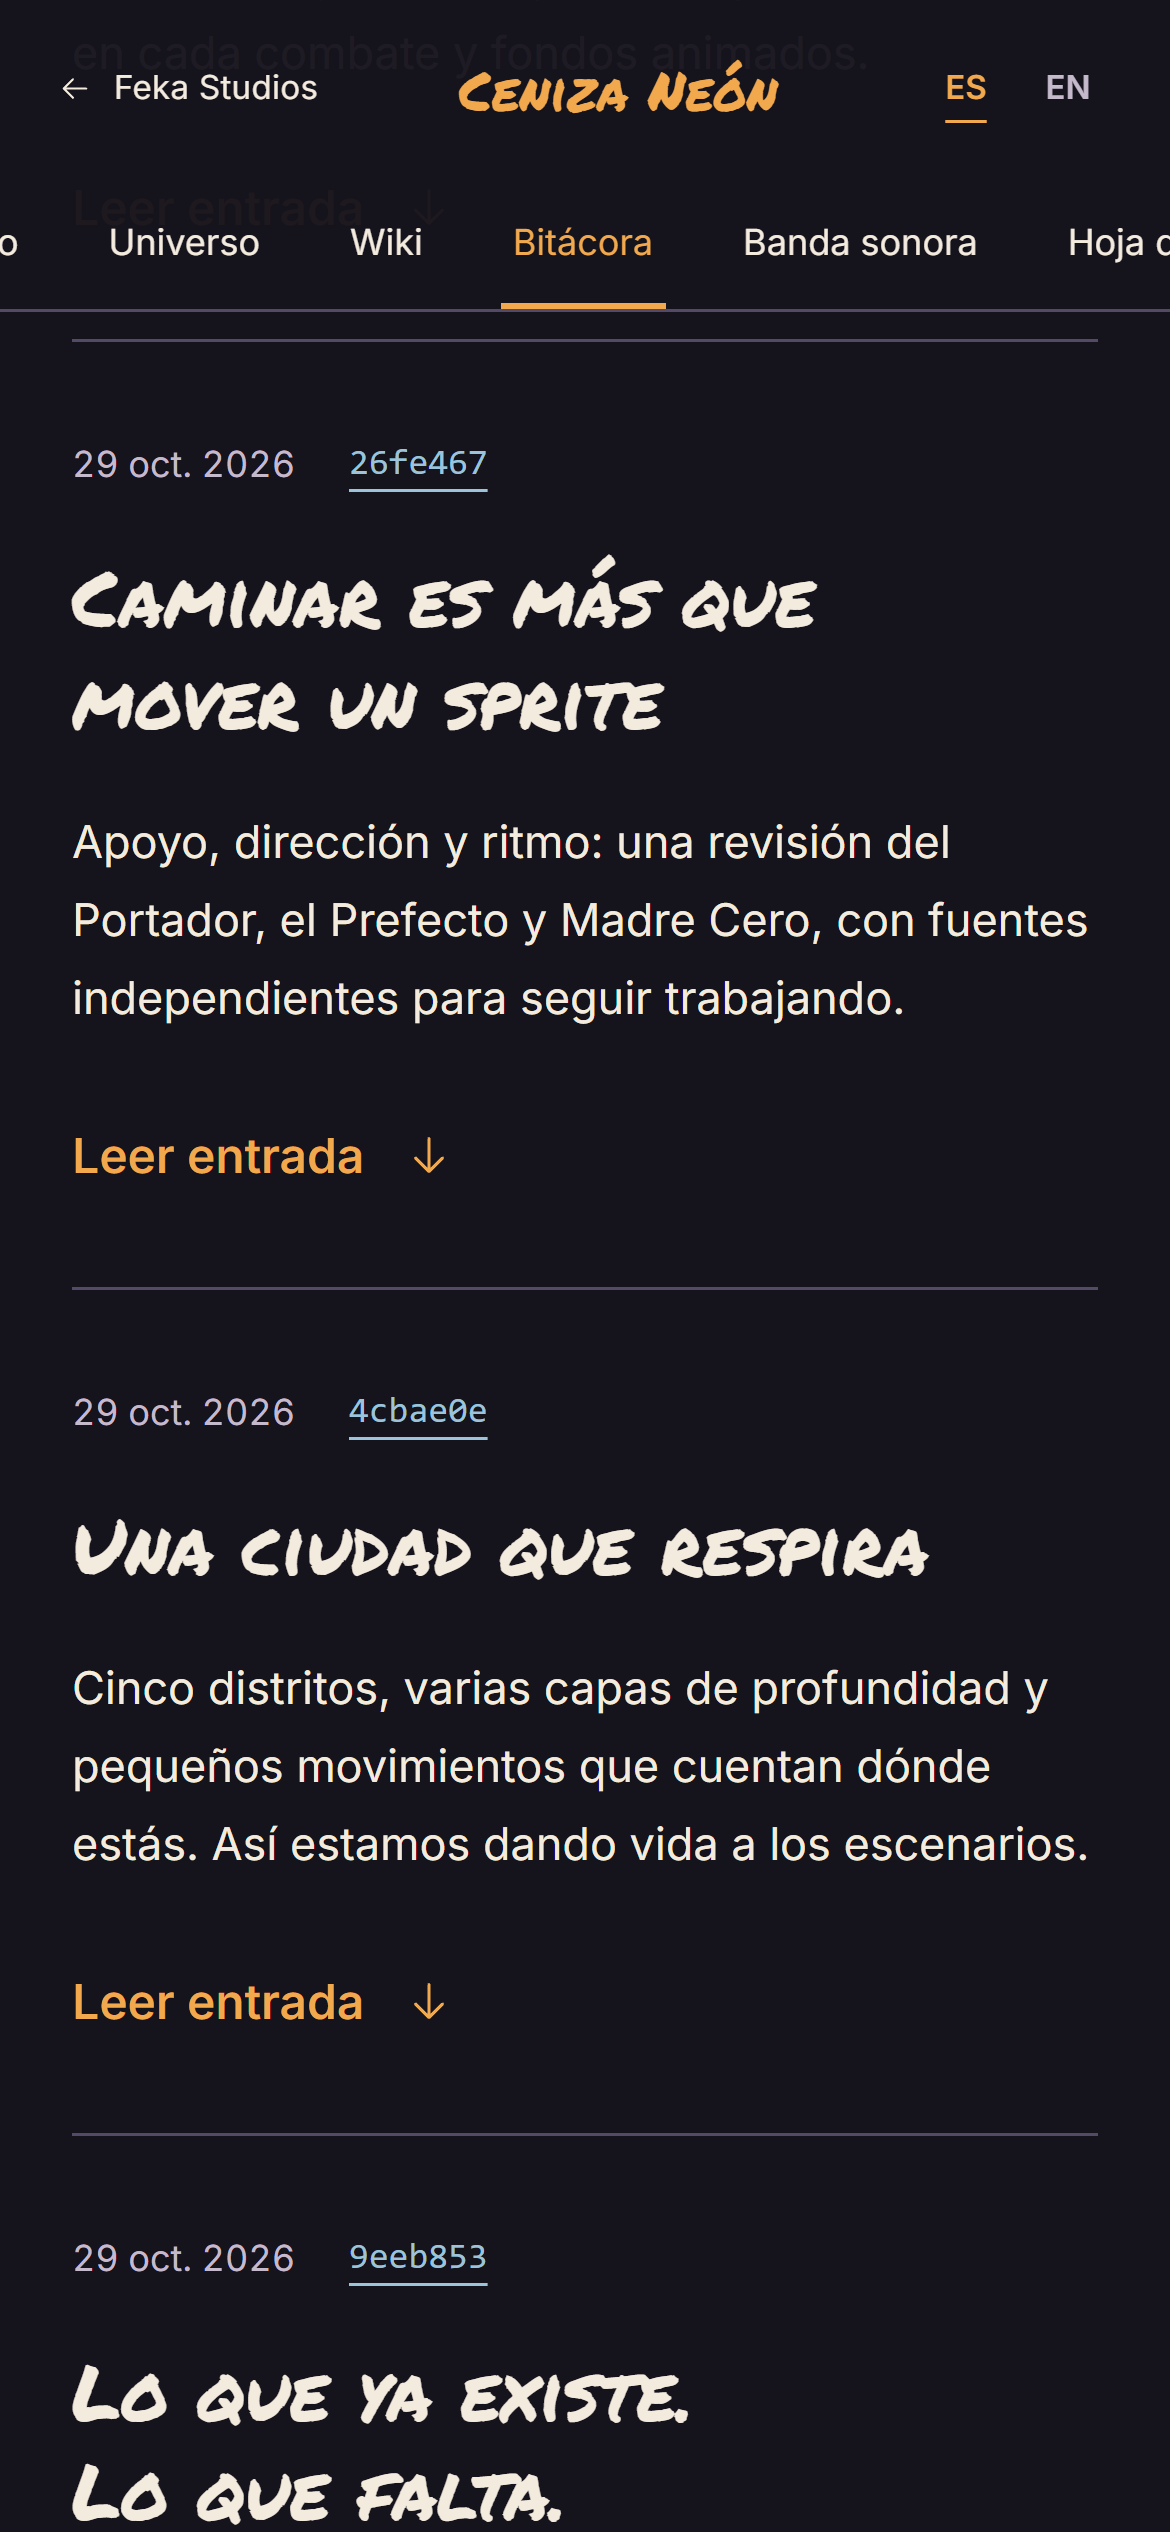 en cada combate y fondos animados.
← Feka Studios
Ceniza Neón
ES EN
Leer entrada ↓
o Universo Wiki Bitácora Banda sonora Hoja d
29 oct. 2026 26fe467
Caminar es más que
mover un sprite
Apoyo, dirección y ritmo: una revisión del
Portador, el Prefecto y Madre Cero, con fuentes
independientes para seguir trabajando.
Leer entrada ↓
29 oct. 2026 4cbae0e
Una ciudad que respira
Cinco distritos, varias capas de profundidad y
pequeños movimientos que cuentan dónde
estás. Así estamos dando vida a los escenarios.
Leer entrada ↓
29 oct. 2026 9eeb853
Lo que ya existe.
Lo que falta.